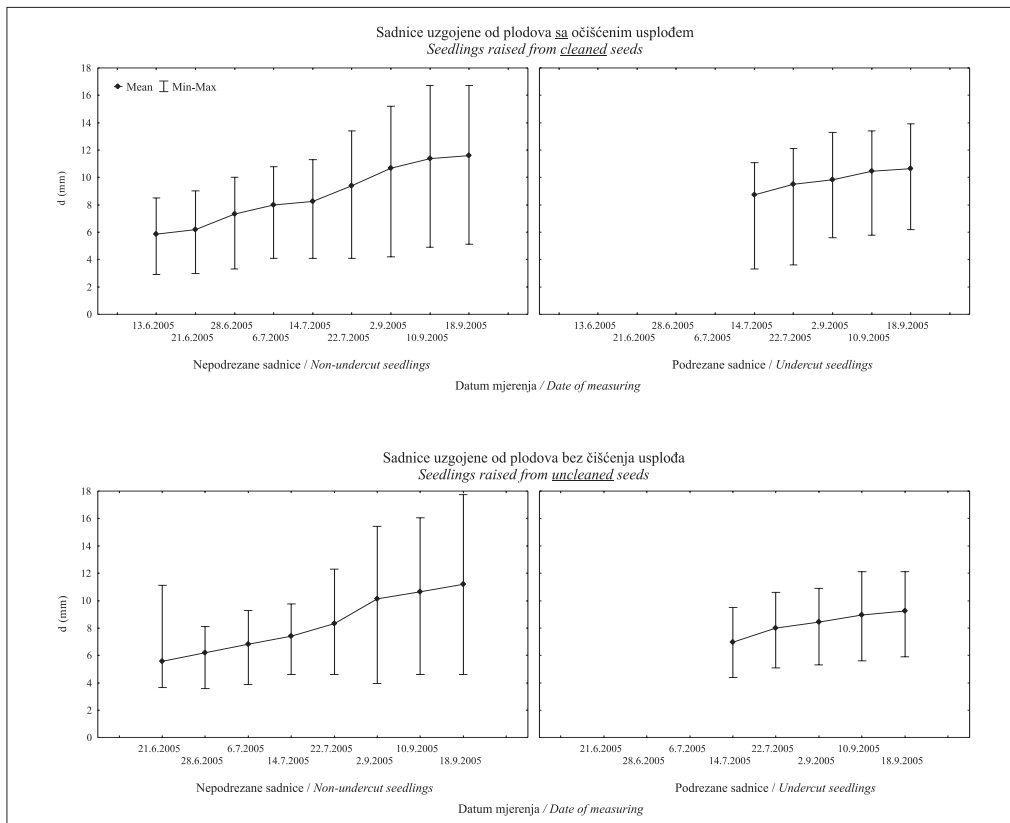 Sadnice uzgojene od plodova sa očišćenim usplođem
Seedlings raised from cleaned seeds
18
16
14
12
10
8
6
4
2
0
d (mm)
Mean Min-Max
13.6.2005 28.6.2005 14.7.2005 2.9.2005 18.9.2005
21.6.2005 6.7.2005 22.7.2005 10.9.2005
13.6.2005 28.6.2005 14.7.2005 2.9.2005 18.9.2005
21.6.2005 6.7.2005 22.7.2005 10.9.2005
Nepodrezane sadnice / Non-undercut seedlings
Podrezane sadnice / Undercut seedlings
Datum mjerenja / Date of measuring
Sadnice uzgojene od plodova bez čišćenja usplođa
Seedlings raised from uncleaned seeds
18
16
14
12
10
8
6
4
2
0
d (mm)
21.6.2005 6.7.2005 22.7.2005 10.9.2005
28.6.2005 14.7.2005 2.9.2005 18.9.2005
21.6.2005 6.7.2005 22.7.2005 10.9.2005
28.6.2005 14.7.2005 2.9.2005 18.9.2005
Nepodrezane sadnice / Non-undercut seedlings
Podrezane sadnice / Undercut seedlings
Datum mjerenja / Date of measuring